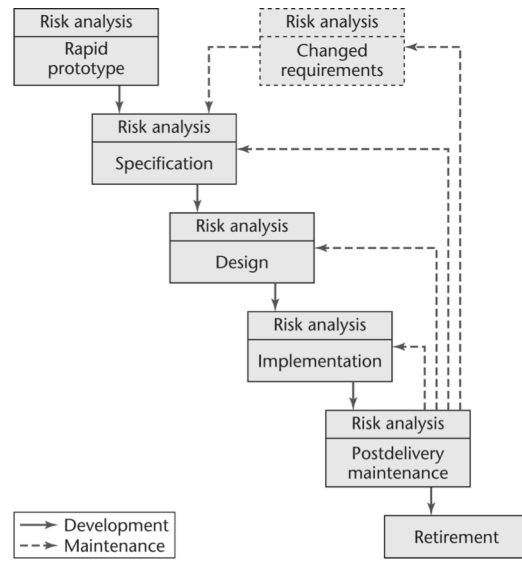 Risk analysis
Rapid
prototype
Risk analysis
Changed
requirements
Risk analysis
Specification
Risk analysis
Design
Risk analysis
Implementation
Risk analysis
Postdelivery
maintenance
Retirement
Development
Maintenance